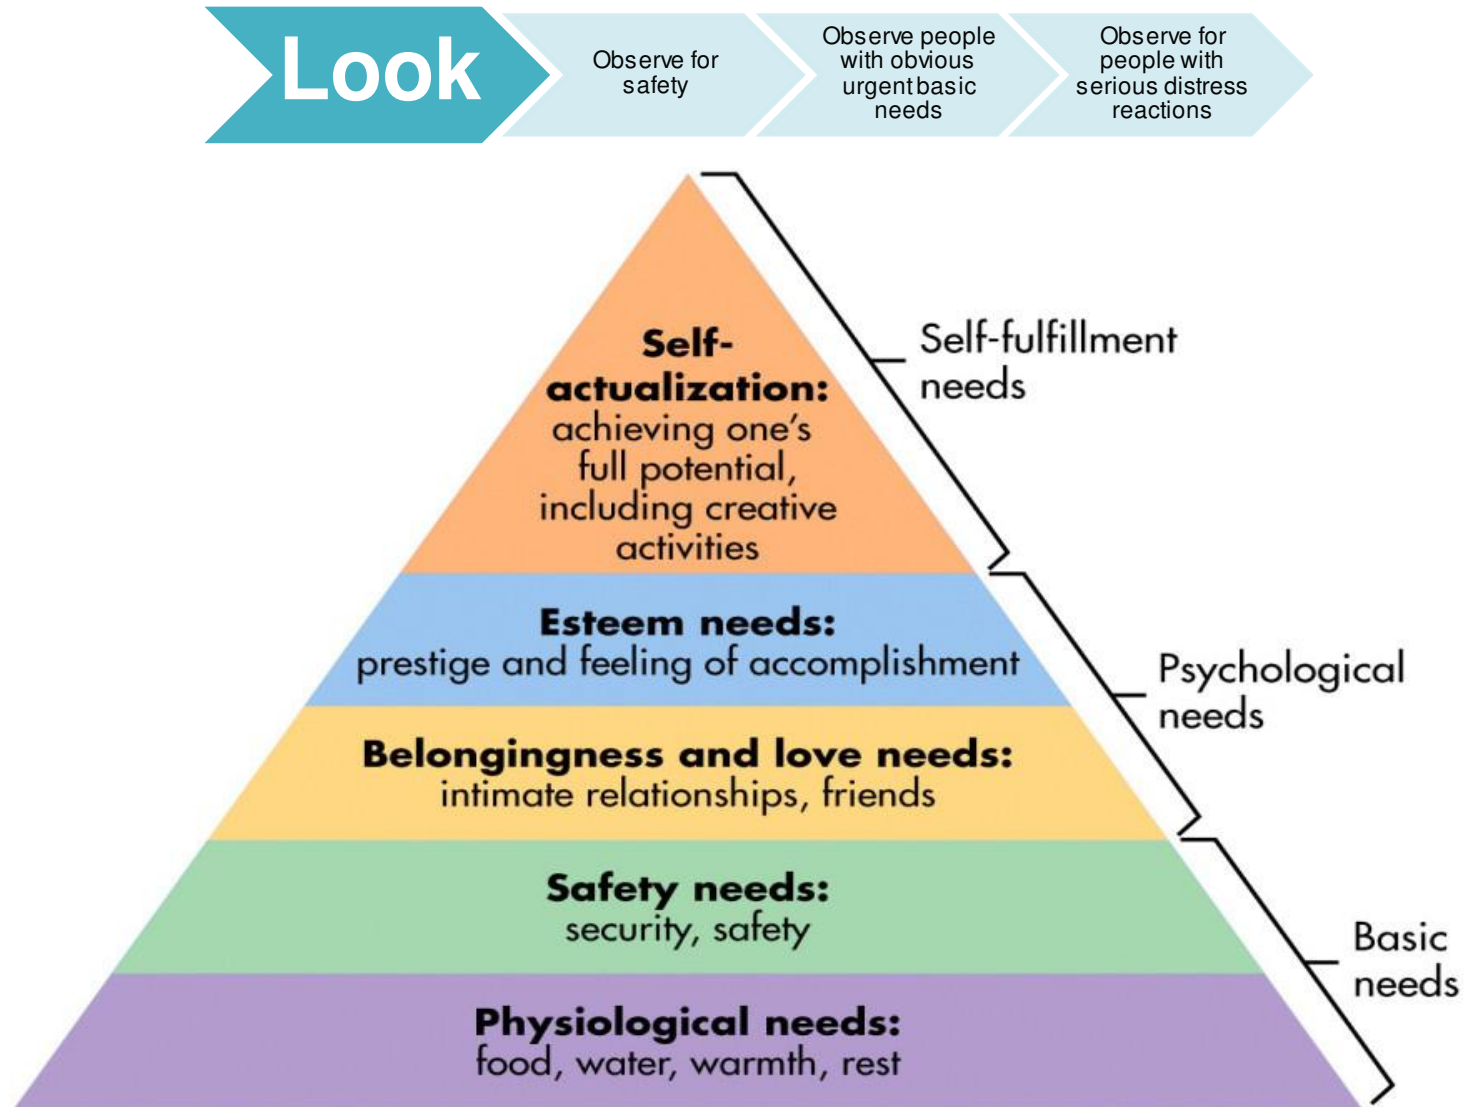 Look
Observe for
safety
Observe people
with obvious
urgent basic
needs
Observe for
people with
serious distress
reactions
Self-
actualization:
achieving one's
full potential,
including creative
activities
Self-fulfillment
needs
Esteem needs:
prestige and feeling of accomplishment
Psychological
needs
Belongingness and love needs:
intimate relationships, friends
Safety needs:
security, safety
Basic
needs
Physiological needs:
food, water, warmth, rest